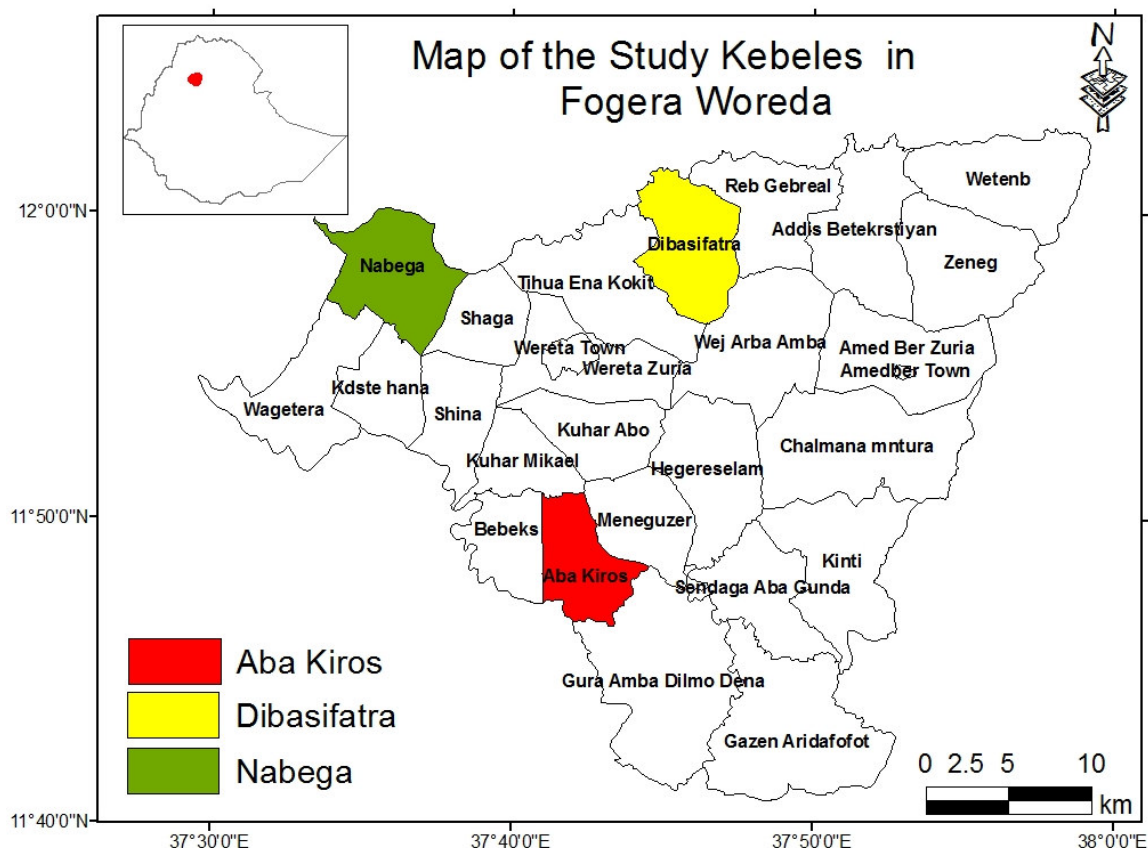 Map of the Study Kebeles in
Fogera Woreda
N
Wetenb
Reb Gebreal
12°0'0"N
Addis Betekrstiyan
Dibasifatra
Nabega
Zeneg
Tihua Ena Kokit
Shaga
Wereta Town
Wej Arba Amba
Amed Ber Zuria
Wereta Zuria
Amedber Town
Kdste hana
Wagetera
Shina
Kuhar Abo
Chalmana mntura
Kuhar Mikael
Hegereselam
11°50'0"N
Bebeks
Meneguzer
Kinti
Aba Kiros
Sendaga Aba Gunda
Aba Kiros
Gura Amba Dilmo Dena
Dibasifatra
Gazen Aridafofot
Nabega
0 2.5 5 10
km
11°40'0"N
37°30'0"E 37°40'0"E 37°50'0"E 38°0'0"E